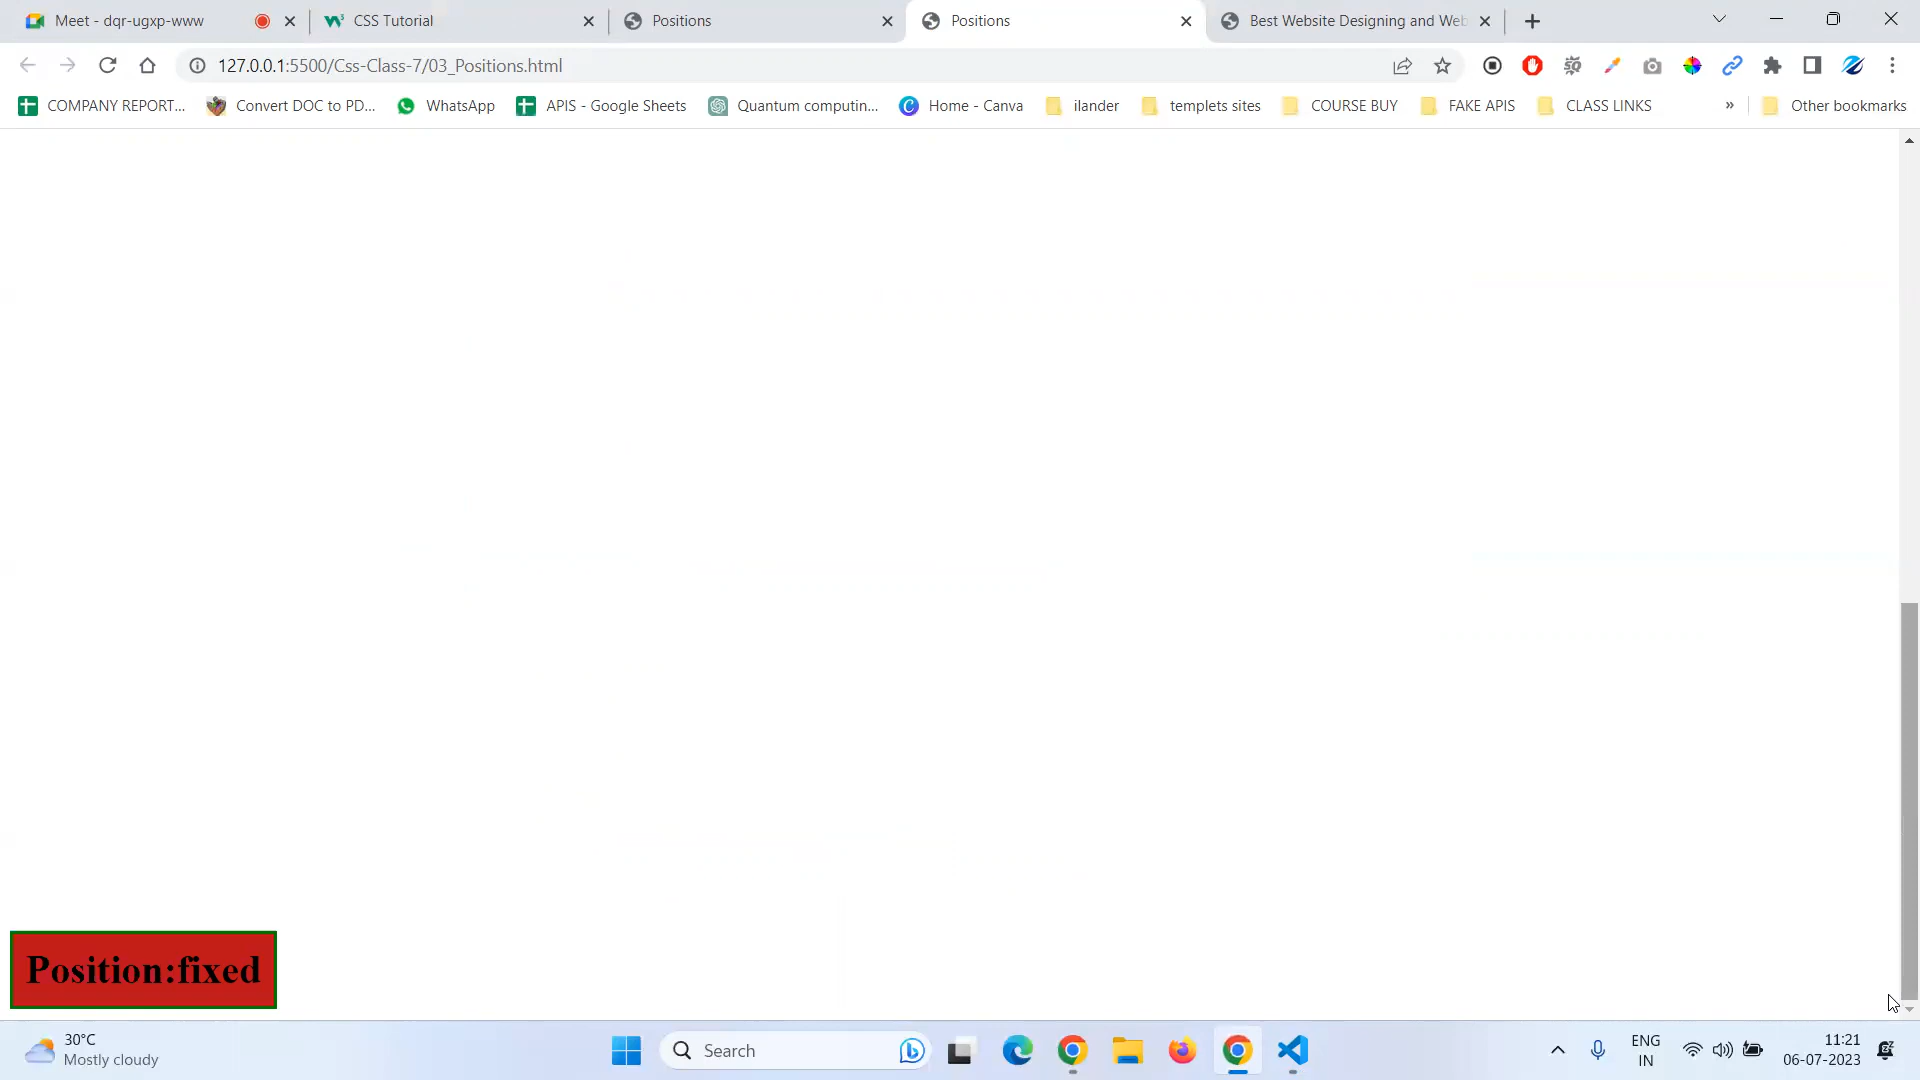 Meet - dqr-ugxp-www
CSS Tutorial
Positions
Positions
Best Website Designing and Web
127.0.0.1:5500/Css-Class-7/03_Positions.html
COMPANY REPORT...
Convert DOC to PD...
WhatsApp
APIS - Google Sheets
Quantum computin...
Home - Canva
ilander
templets sites
COURSE BUY
FAKE APIS
CLASS LINKS
»
Other bookmarks
Position:fixed
30°C
Mostly cloudy
Search
ENG
IN
11:21
06-07-2023